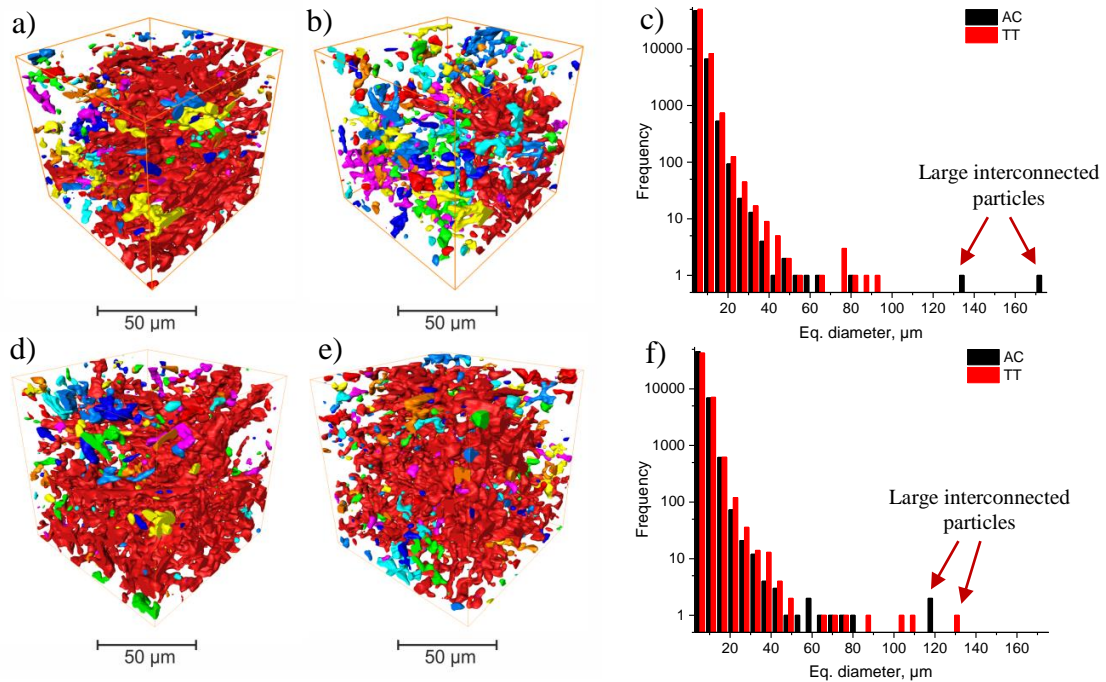 a)
b)
c)
AC
TT
10000
1000
100
10
1
Frequency
Large interconnected
particles
20 40 60 80 100 120 140 160
Eq. diameter, µm
50 µm
50 µm
d)
e)
f)
AC
TT
10000
1000
100
10
1
Frequency
Large interconnected
particles
20 40 60 80 100 120 140 160
Eq. diameter, µm
50 µm
50 µm